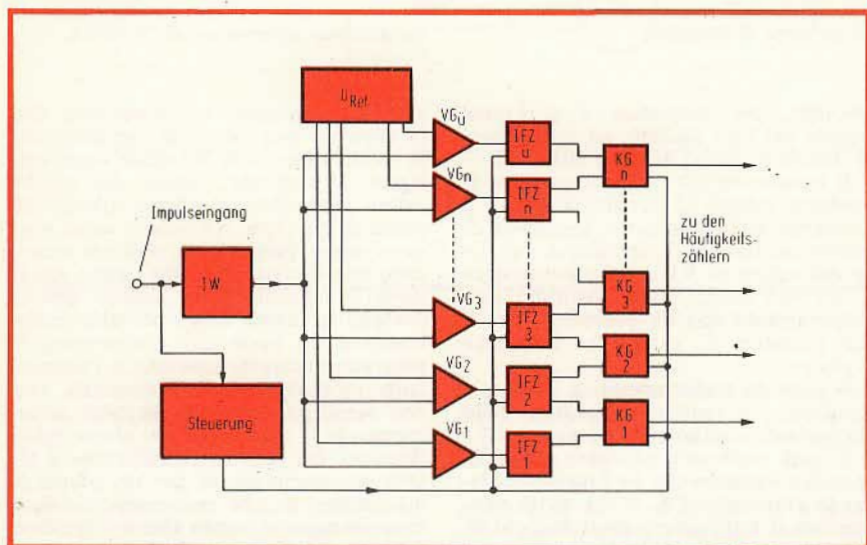 U_Ref
VG_ü
IFZ
ü
VG_n
IFZ
n
KG
n
Impulseingang
IW
zu den
Häufigkeits-
zählern
VG_3
IFZ
3
KG
3
VG_2
IFZ
2
KG
2
Steuerung
VG_1
IFZ
1
KG
1